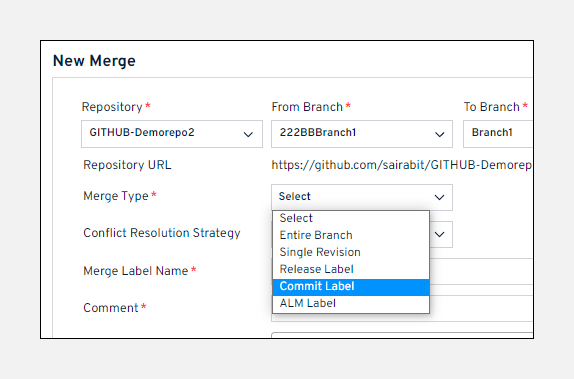 New Merge
Repository * From Branch * To Branch *
GITHUB-Demorepo2 222BBBranch1 Branch1
Repository URL https://github.com/sairabit/GITHUB-Demorep
Merge Type * Select
Select
Entire Branch
Conflict Resolution Strategy
Single Revision
Release Label
Merge Label Name *
Commit Label
ALM Label
Comment *